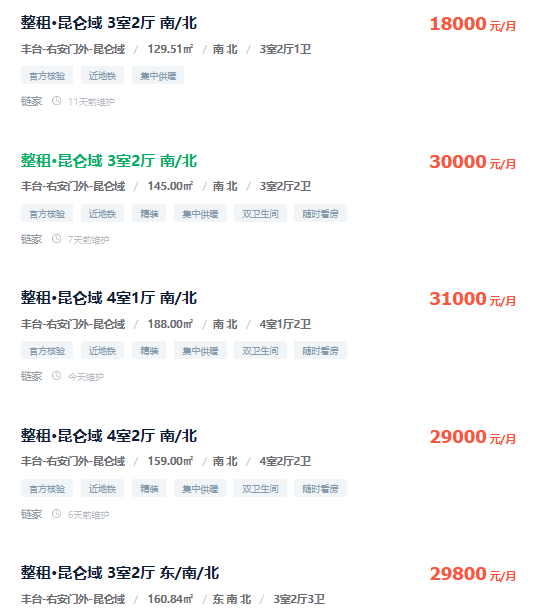 整租·昆仑域 3室2厅 南/北 18000 元/月
丰台-右安门外-昆仑域 / 129.51㎡ / 南 北 / 3室2厅1卫
官方核验 近地铁 集中供暖
链家 11天前维护
整租·昆仑域 3室2厅 南/北 30000 元/月
丰台-右安门外-昆仑域 / 145.00㎡ / 南 北 / 3室2厅2卫
官方核验 近地铁 精装 集中供暖 双卫生间 随时看房
链家 7天前维护
整租·昆仑域 4室1厅 南/北 31000 元/月
丰台-右安门外-昆仑域 / 188.00㎡ / 南 北 / 4室1厅2卫
官方核验 近地铁 精装 集中供暖 双卫生间 随时看房
链家 今天维护
整租·昆仑域 4室2厅 南/北 29000 元/月
丰台-右安门外-昆仑域 / 159.00㎡ / 南 北 / 4室2厅2卫
官方核验 近地铁 精装 集中供暖 双卫生间 随时看房
链家 6天前维护
整租·昆仑域 3室2厅 东/南/北 29800 元/月
丰台-右安门外-昆仑域 / 160.84㎡ / 东 南 北 / 3室2厅3卫